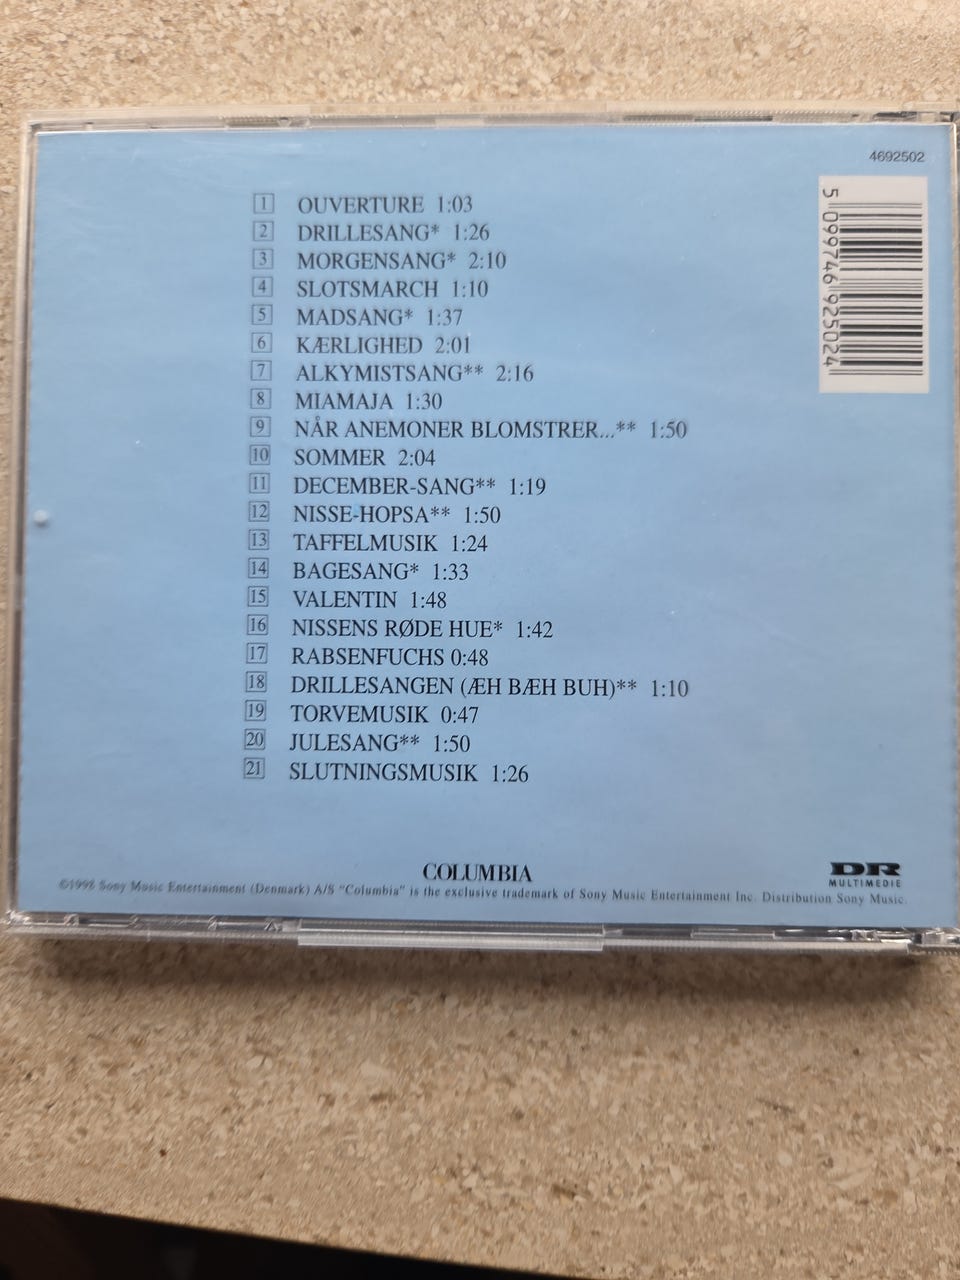 4692502
5 099746 925024
1 OUVERTURE 1:03
2 DRILLESANG* 1:26
3 MORGENSANG* 2:10
4 SLOTSMARCH 1:10
5 MADSANG* 1:37
6 KÆRLIGHED 2:01
7 ALKYMISTSANG** 2:16
8 MIAMAJA 1:30
9 NÅR ANEMONER BLOMSTRER...** 1:50
10 SOMMER 2:04
11 DECEMBER-SANG** 1:19
12 NISSE-HOPSA** 1:50
13 TAFFELMUSIK 1:24
14 BAGESANG* 1:33
15 VALENTIN 1:48
16 NISSENS RØDE HUE* 1:42
17 RABSENFUCHS 0:48
18 DRILLESANGEN (ÆH BÆH BUH)** 1:10
19 TORVEMUSIK 0:47
20 JULESANG** 1:50
21 SLUTNINGSMUSIK 1:26
COLUMBIA
DR
MULTIMEDIE
Sony Music Entertainment (Denmark) A/S "Columbia" is the exclusive trademark of Sony Music Entertainment Inc. Distribution Sony Music.